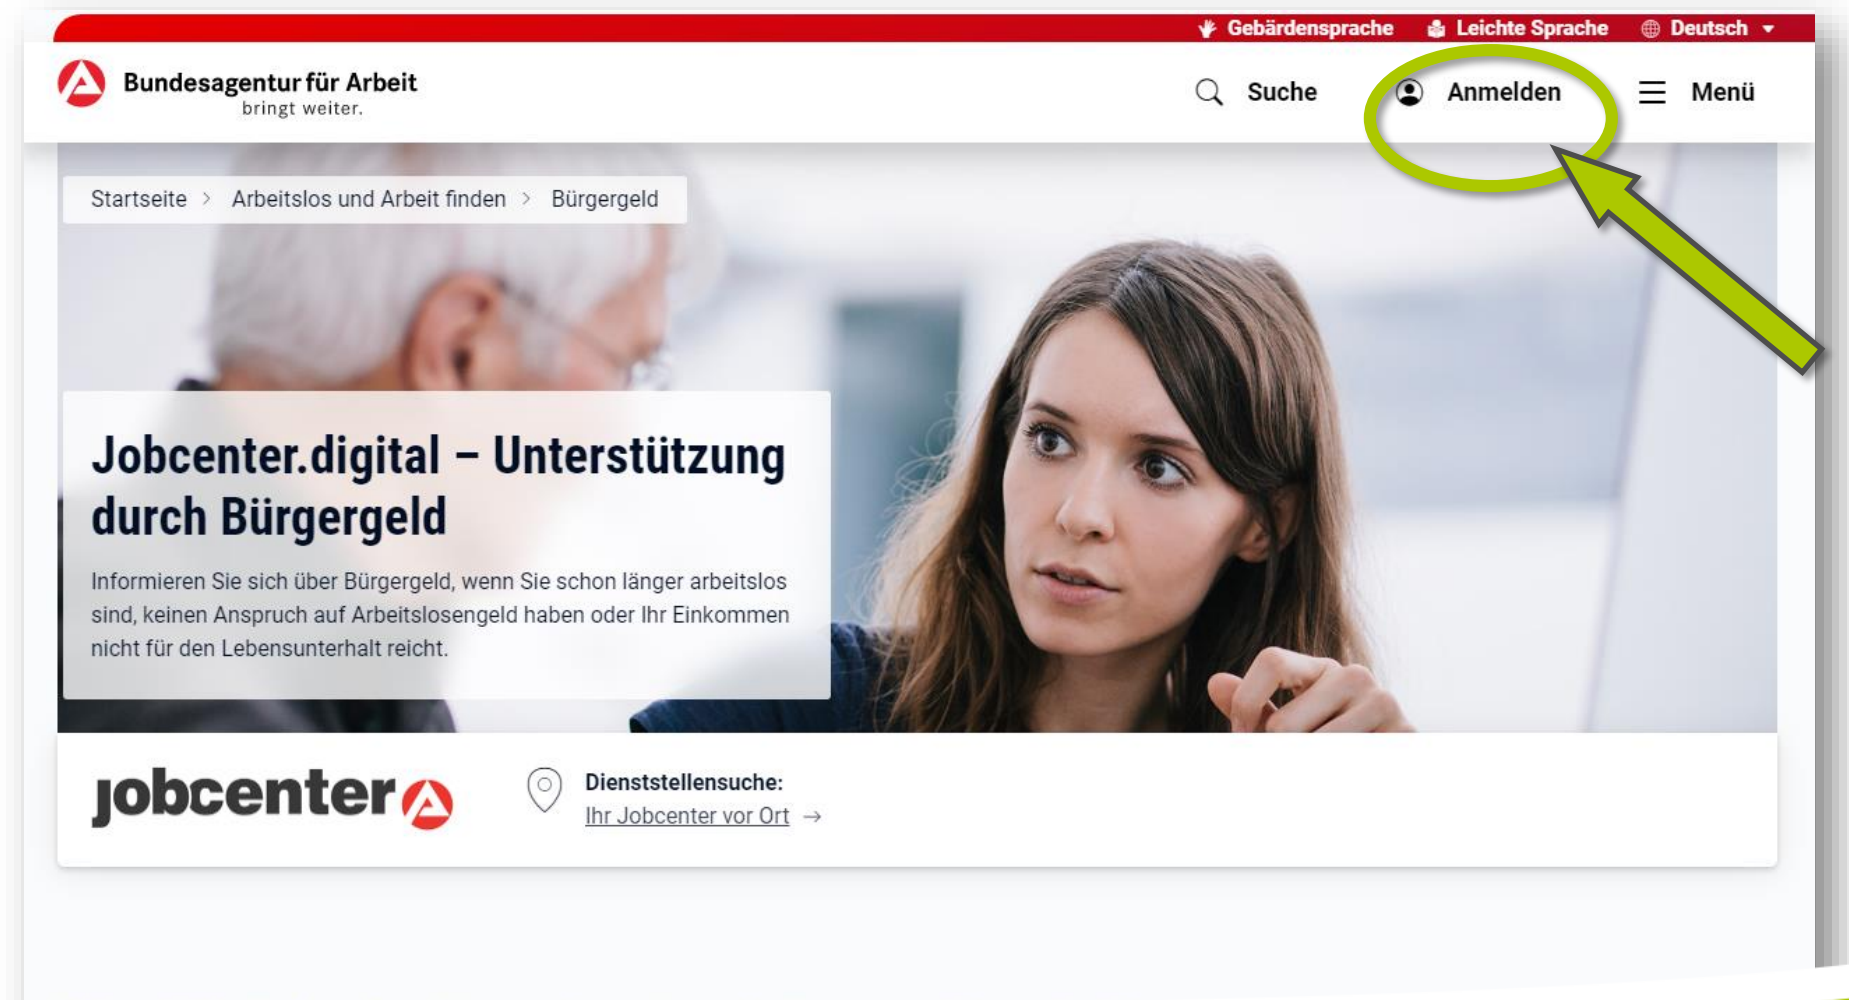 Gebärdensprache Leichte Sprache Deutsch
Bundesagentur für Arbeit
bringt weiter.
Suche Anmelden Menü
Startseite > Arbeitslos und Arbeit finden > Bürgergeld
Jobcenter.digital – Unterstützung
durch Bürgergeld
Informieren Sie sich über Bürgergeld, wenn Sie schon länger arbeitslos
sind, keinen Anspruch auf Arbeitslosengeld haben oder Ihr Einkommen
nicht für den Lebensunterhalt reicht.
jobcenter
Dienststellensuche:
Ihr Jobcenter vor Ort →